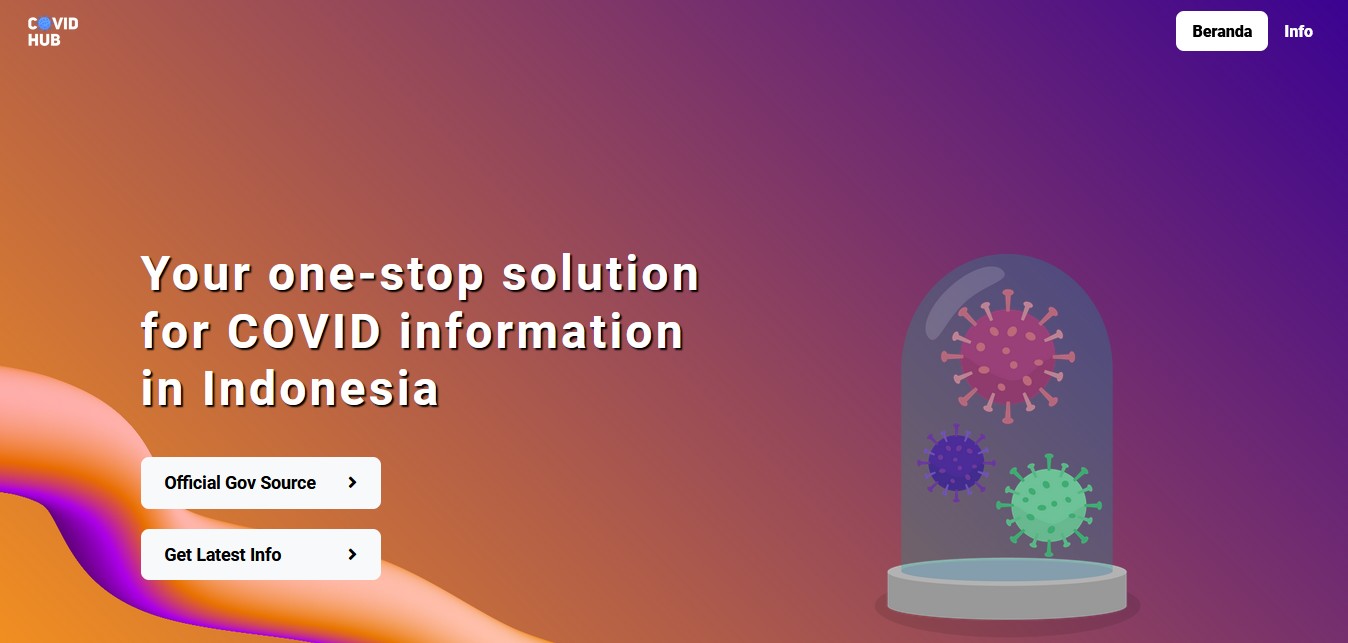 COVID
HUB
Beranda
Info
Your one-stop solution
for COVID information
in Indonesia
Official Gov Source
Get Latest Info